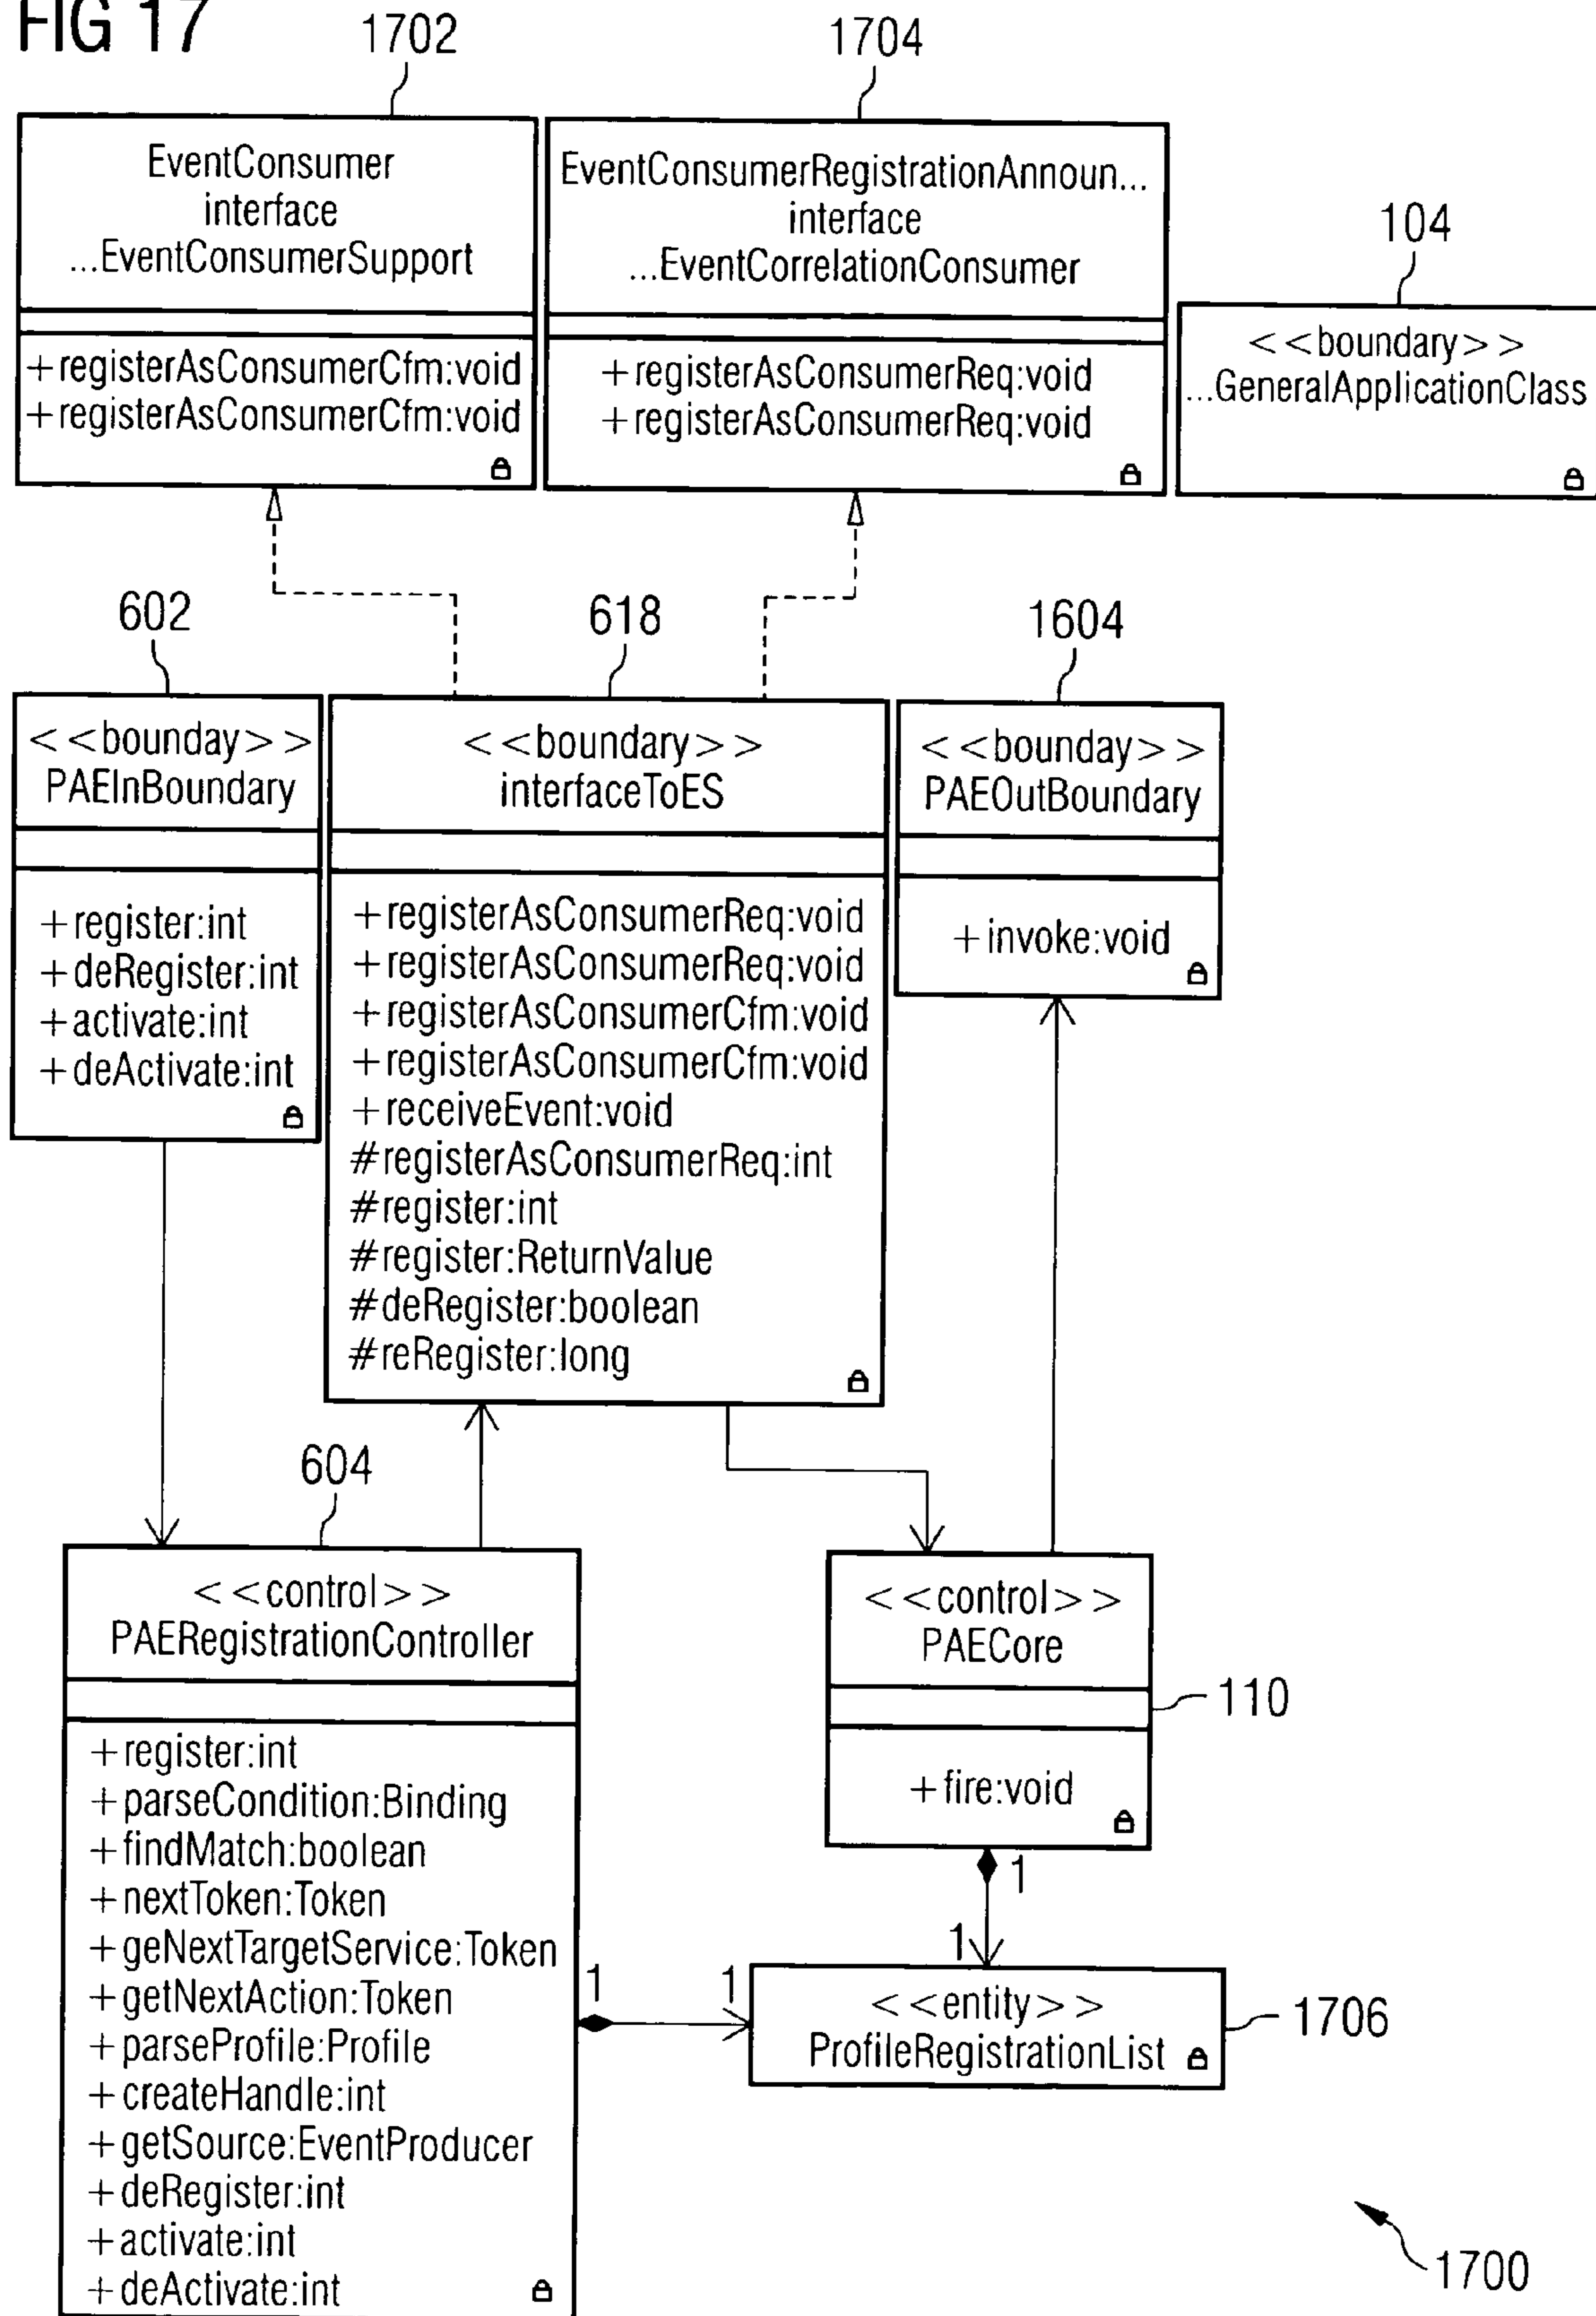 FIG 17
1702
1704
EventConsumer
interface
...EventConsumerSupport
+registerAsConsumerCfm:void
+registerAsConsumerCfm:void
EventConsumerRegistrationAnnoun...
interface
...EventCorrelationConsumer
+registerAsConsumerReq:void
+registerAsConsumerReq:void
104
<<boundary>>
...GeneralApplicationClass
602
618
1604
<<bounday>>
PAEInBoundary
+register:int
+deRegister:int
+activate:int
+deActivate:int
<<boundary>>
interfaceToES
+registerAsConsumerReq:void
+registerAsConsumerReq:void
+registerAsConsumerCfm:void
+registerAsConsumerCfm:void
+receiveEvent:void
#registerAsConsumerReq:int
#register:int
#register:ReturnValue
#deRegister:boolean
#reRegister:long
<<bounday>>
PAEOutBoundary
+invoke:void
604
<<control>>
PAERegistrationController
+register:int
+parseCondition:Binding
+findMatch:boolean
+nextToken:Token
+geNextTargetService:Token
+getNextAction:Token
+parseProfile:Profile
+createHandle:int
+getSource:EventProducer
+deRegister:int
+activate:int
+deActivate:int
<<control>>
PAECore
+fire:void
110
1
1
1
1
<<entity>>
ProfileRegistrationList
1706
1700